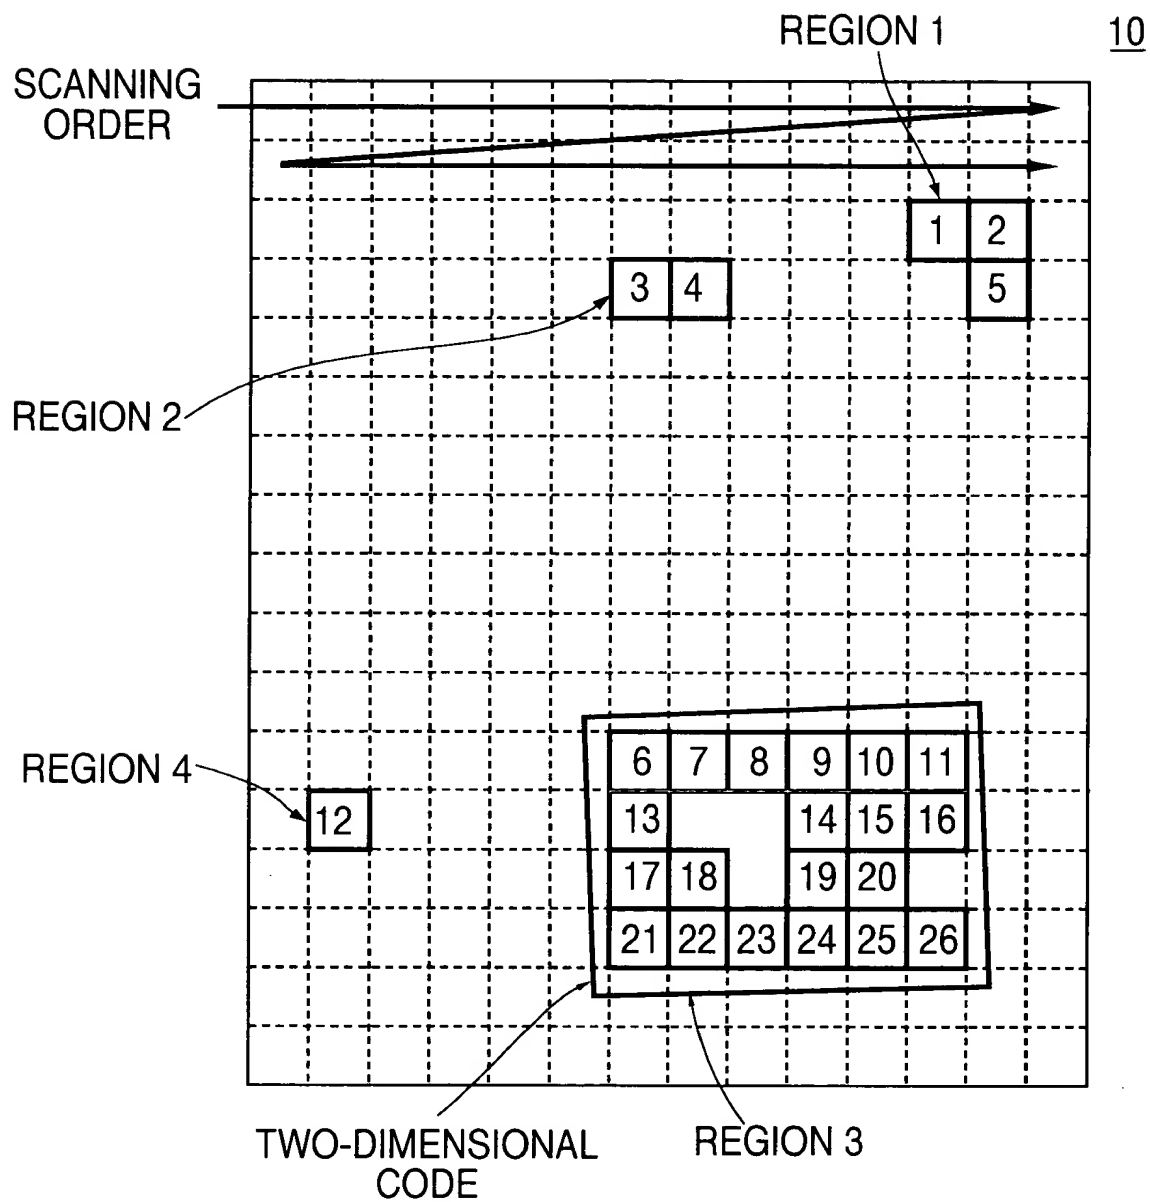 REGION 1
10
SCANNING
ORDER
1 2
3 4
5
REGION 2
6 7 8 9 10 11
REGION 4
12
13 14 15 16
17 18 19 20
21 22 23 24 25 26
TWO-DIMENSIONAL
CODE
REGION 3